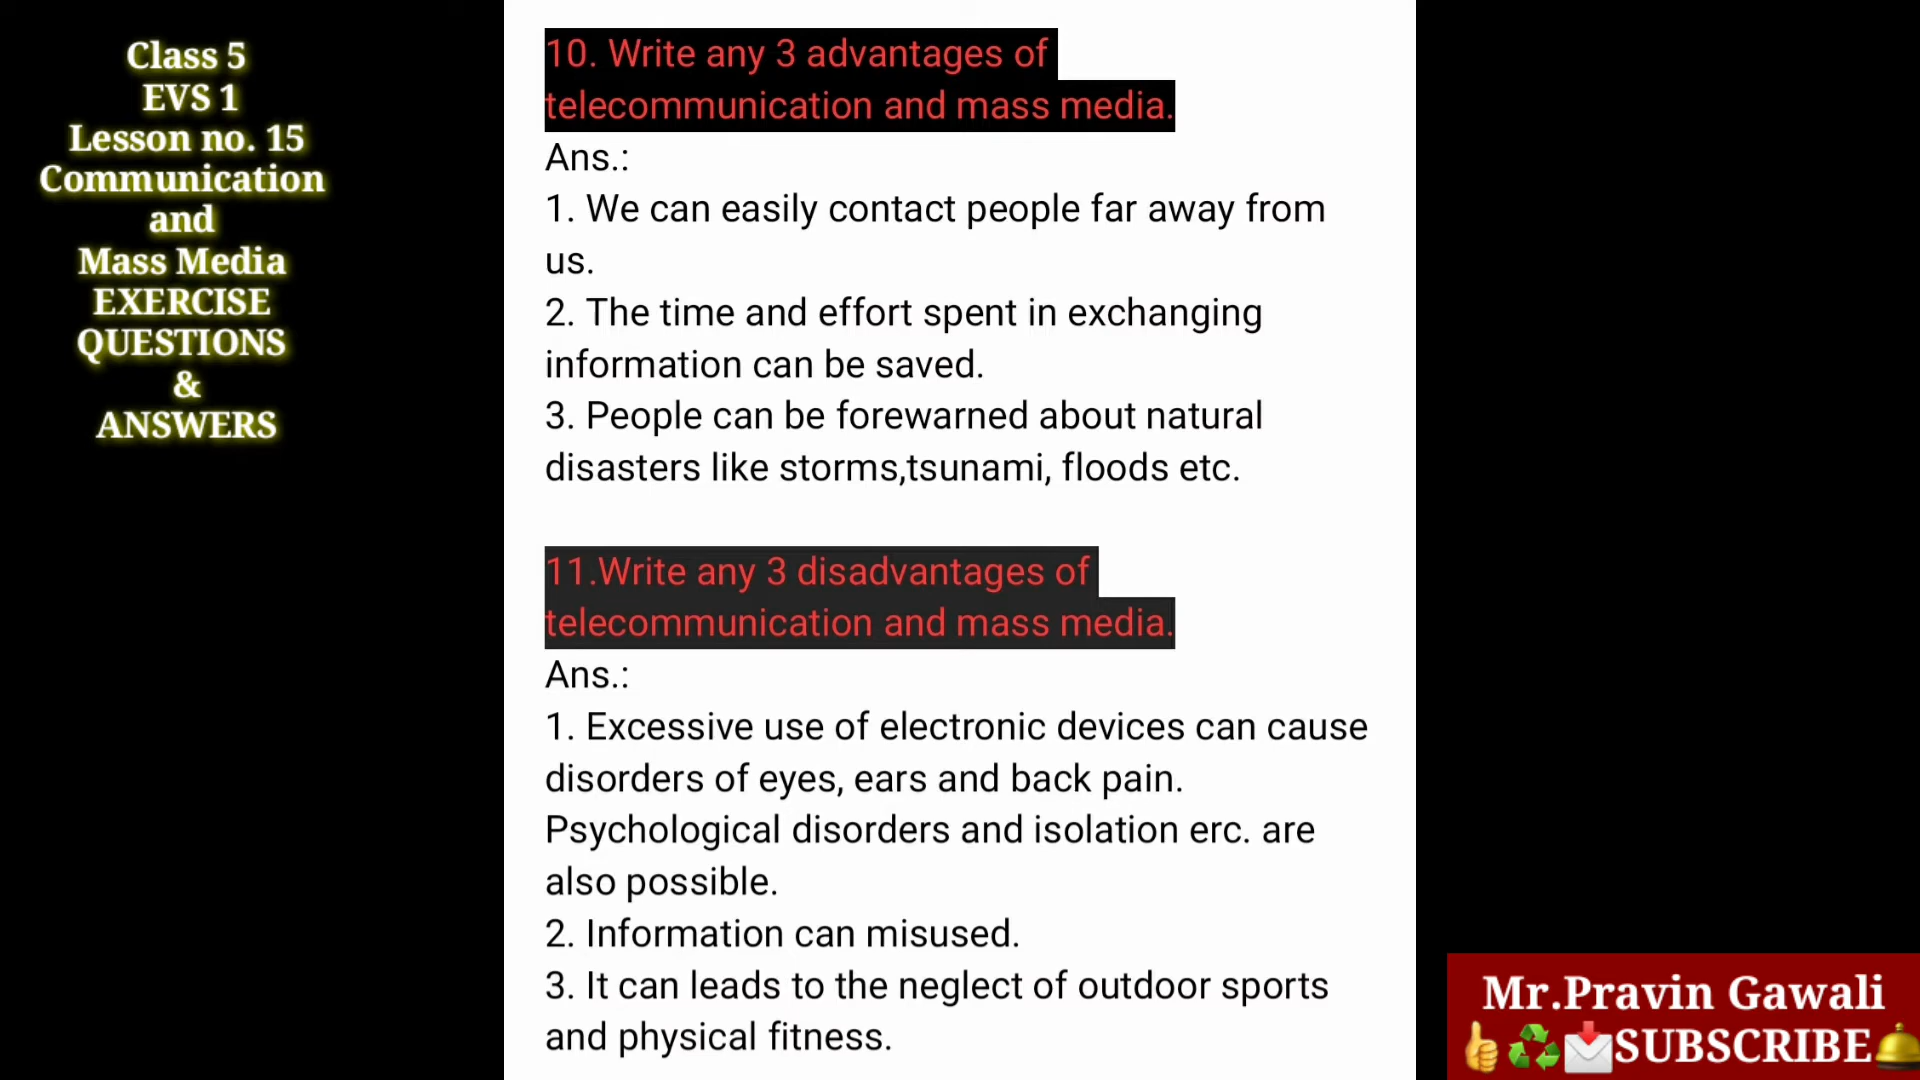 Class 5
EVS 1
Lesson no. 15
Communication
and
Mass Media
EXERCISE
QUESTIONS
&
ANSWERS
10. Write any 3 advantages of
telecommunication and mass media.
Ans.:
1. We can easily contact people far away from
us.
2. The time and effort spent in exchanging
information can be saved.
3. People can be forewarned about natural
disasters like storms,tsunami, floods etc.
11.Write any 3 disadvantages of
telecommunication and mass media.
Ans.:
1. Excessive use of electronic devices can cause
disorders of eyes, ears and back pain.
Psychological disorders and isolation erc. are
also possible.
2. Information can misused.
3. It can leads to the neglect of outdoor sports
and physical fitness.
Mr.Pravin Gawali
👍♻️📩SUBSCRIBE🛎️